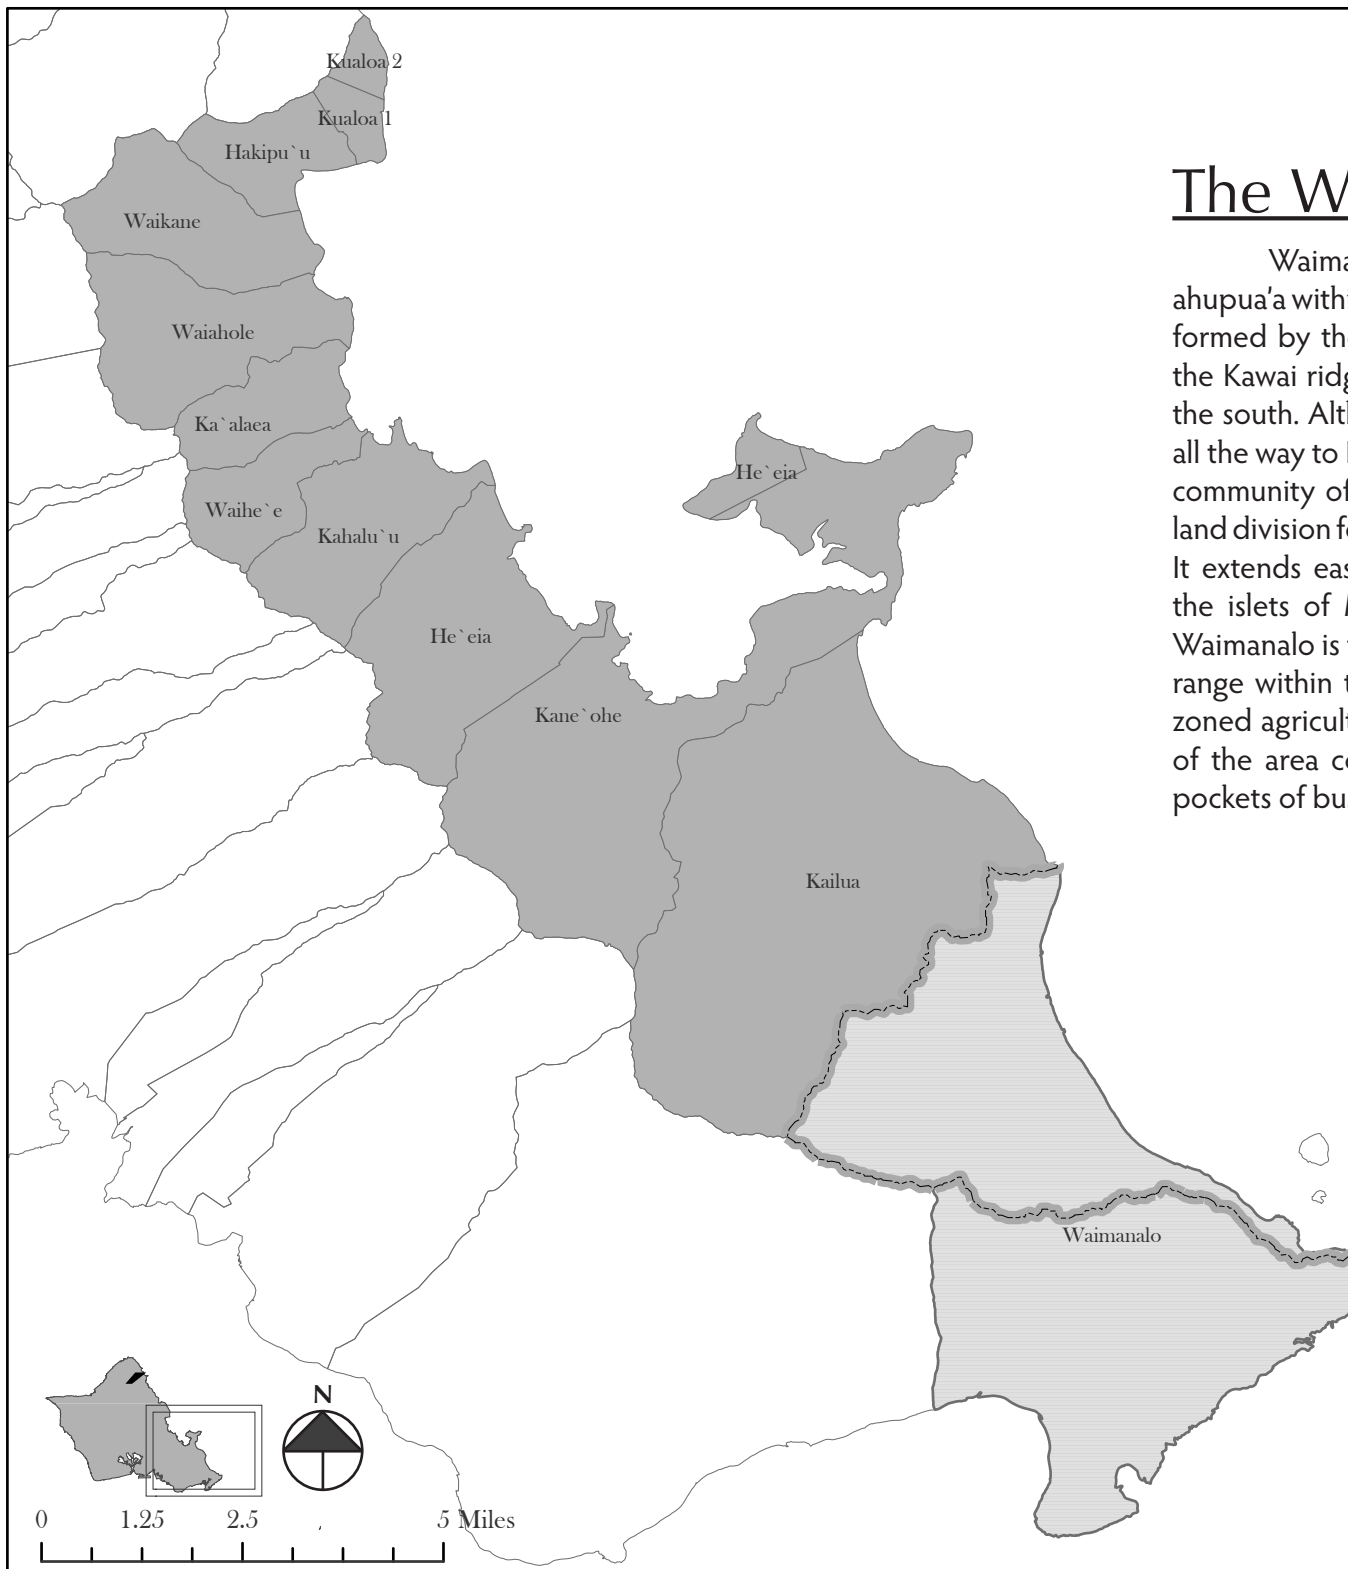 Kualoa 2
Kualoa 1
Hakipu`u
Waikane
Waiahole
Ka`alaea
Waihe`e
Kahalu`u
He`eia
He`eia
Kane`ohe
Kailua
Waimanalo
The W
Waima
ahupua'a with
formed by the
the Kawai ridg
the south. Alt
all the way to
community of
land division f
It extends eas
the islets of
Waimanalo is
range within t
zoned agricult
of the area co
pockets of bu
N
0 1.25 2.5 5 Miles